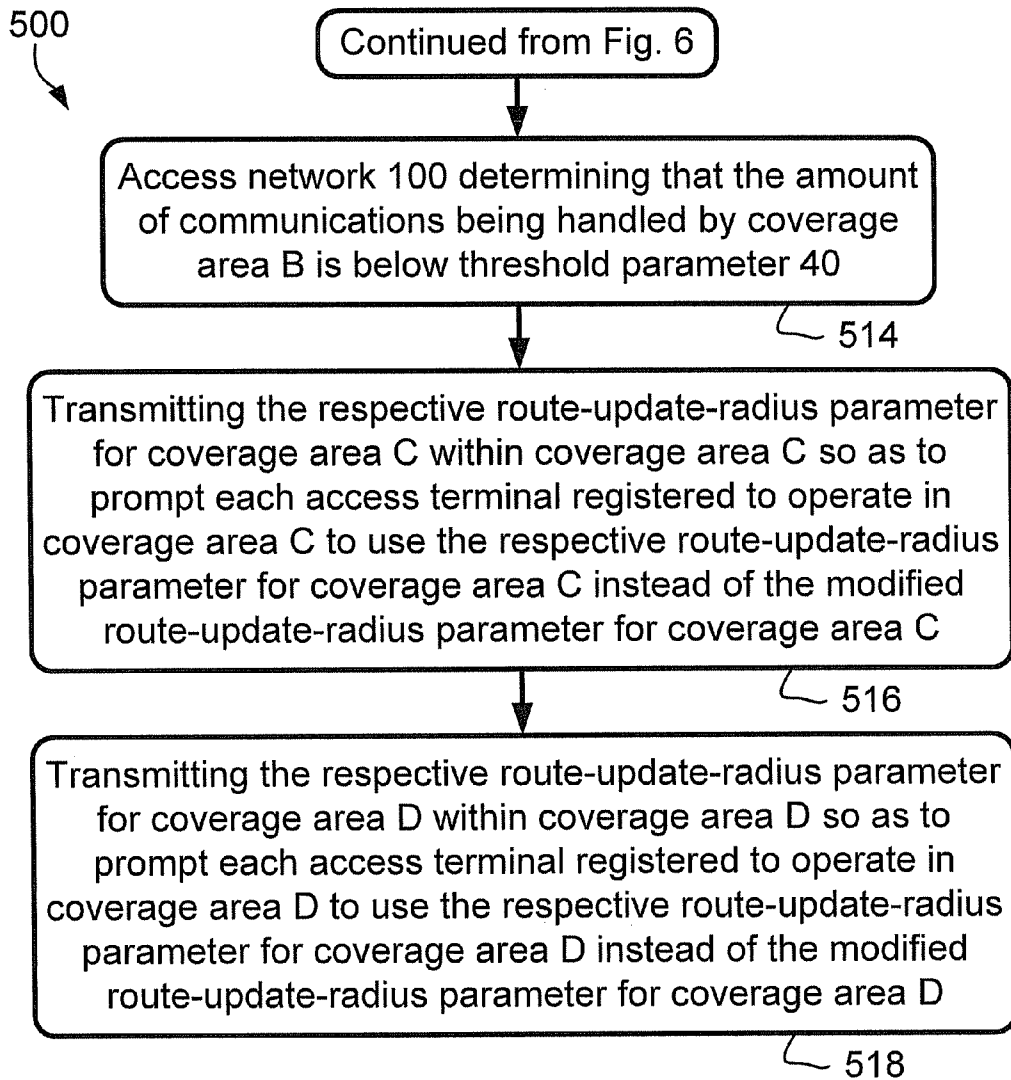 500
Continued from Fig. 6
Access network 100 determining that the amount
of communications being handled by coverage
area B is below threshold parameter 40
514
Transmitting the respective route-update-radius parameter
for coverage area C within coverage area C so as to
prompt each access terminal registered to operate in
coverage area C to use the respective route-update-radius
parameter for coverage area C instead of the modified
route-update-radius parameter for coverage area C
516
Transmitting the respective route-update-radius parameter
for coverage area D within coverage area D so as to
prompt each access terminal registered to operate in
coverage area D to use the respective route-update-radius
parameter for coverage area D instead of the modified
route-update-radius parameter for coverage area D
518